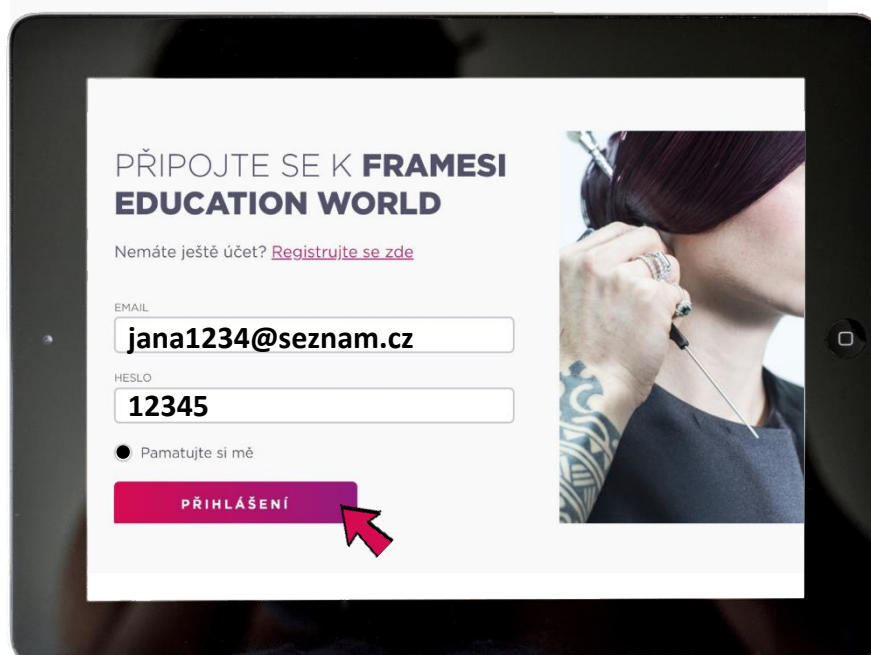 PŘIPOJTE SE K FRAMESI
EDUCATION WORLD
Nemáte ještě účet? Registrujte se zde
EMAIL
jana1234@seznam.cz
HESLO
12345
Pamatujte si mě
PŘIHLÁŠENÍ